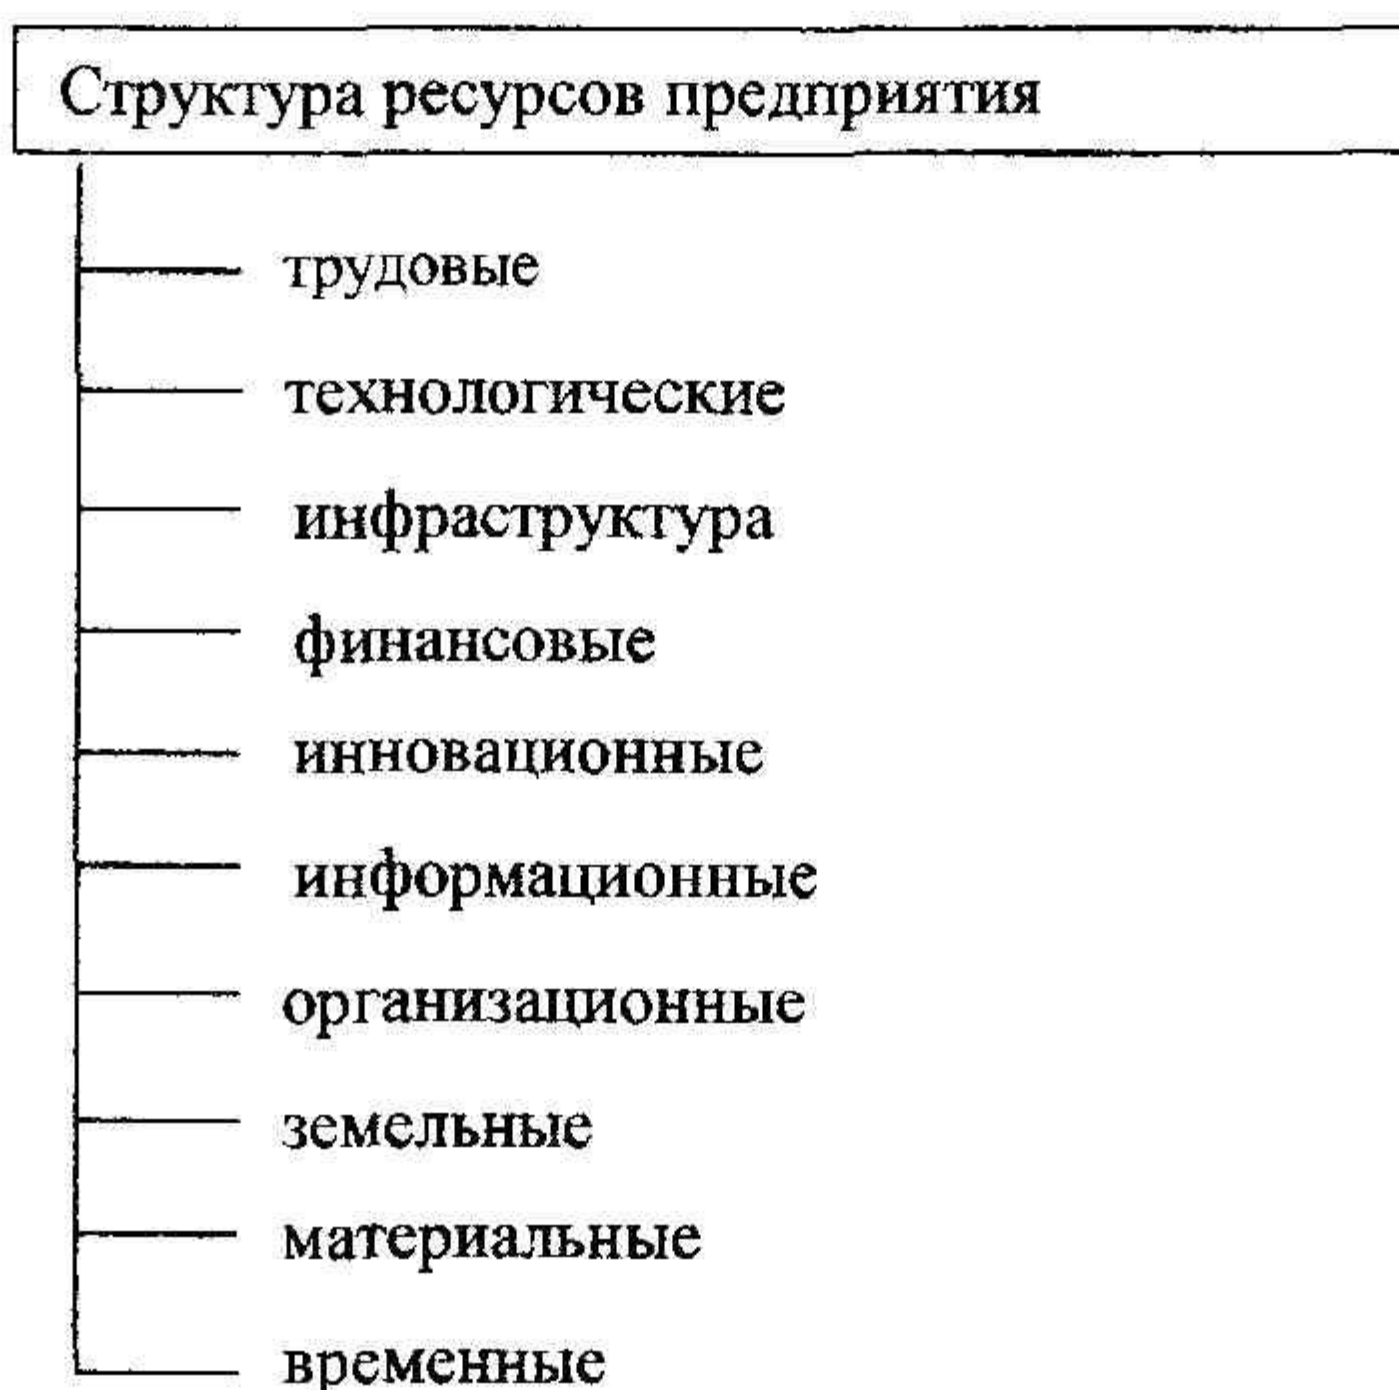 Структура ресурсов предприятия
трудовые
технологические
инфраструктура
финансовые
инновационные
информационные
организационные
земельные
материальные
временные